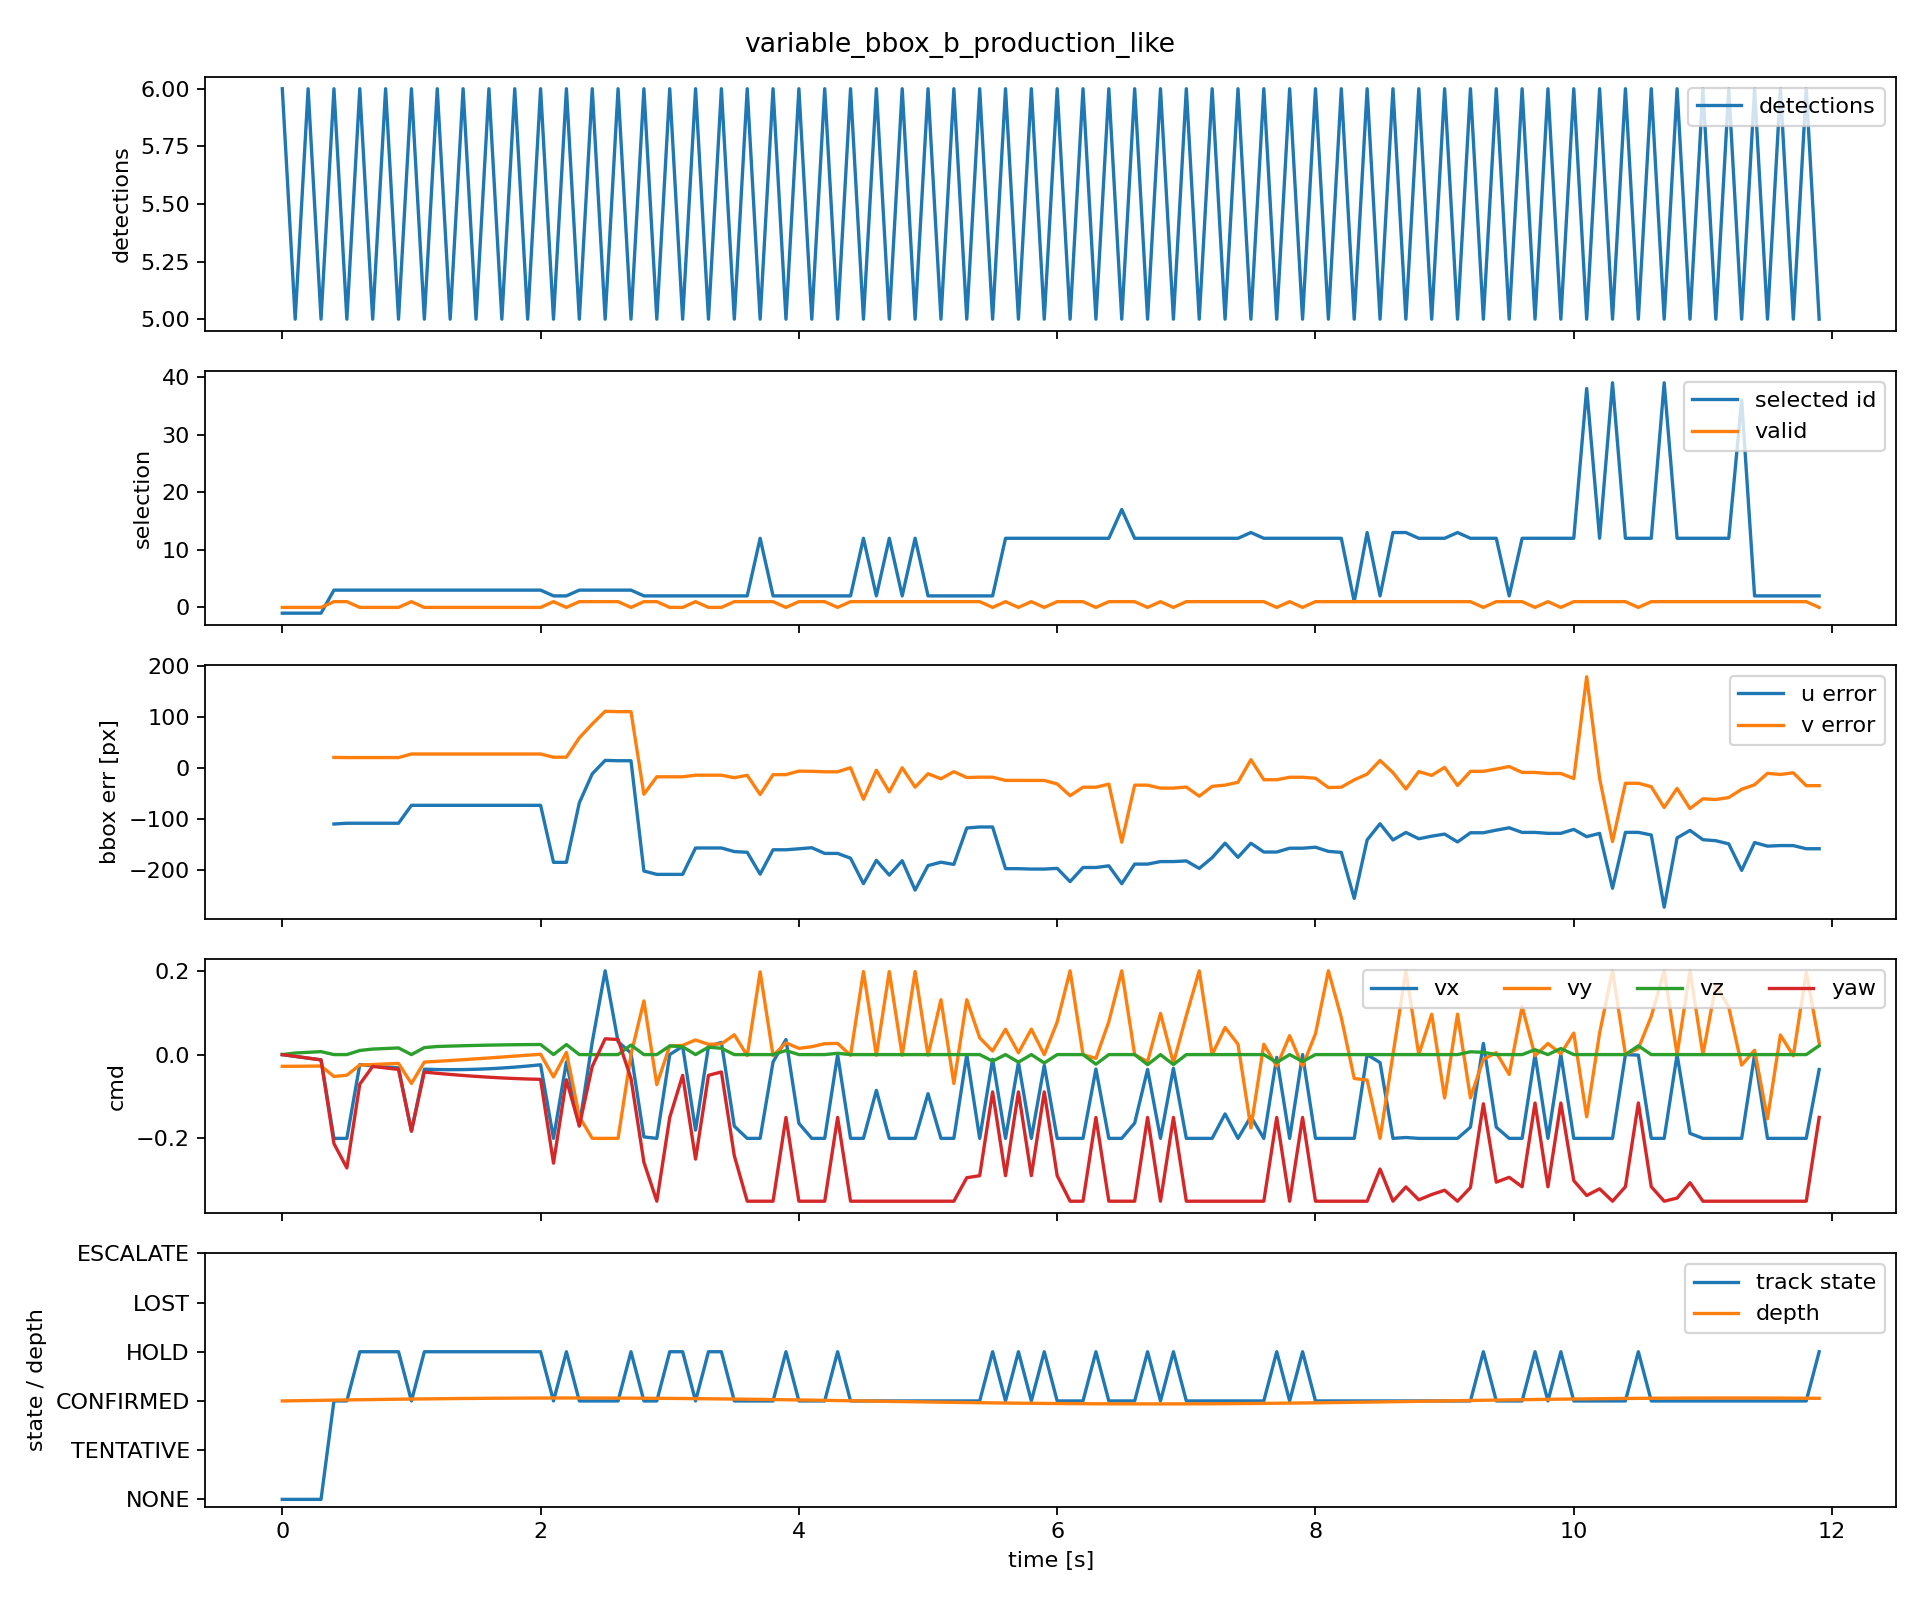 variable_bbox_b_production_like
detections
6.00
5.75
5.50
5.25
5.00
detections
selection
40
30
20
10
0
selected id
valid
bbox err [px]
200
100
0
−100
−200
u error
v error
cmd
0.2
0.0
−0.2
vx vy vz yaw
state / depth
ESCALATE
LOST
HOLD
CONFIRMED
TENTATIVE
NONE
track state
depth
0 2 4 6 8 10 12
time [s]